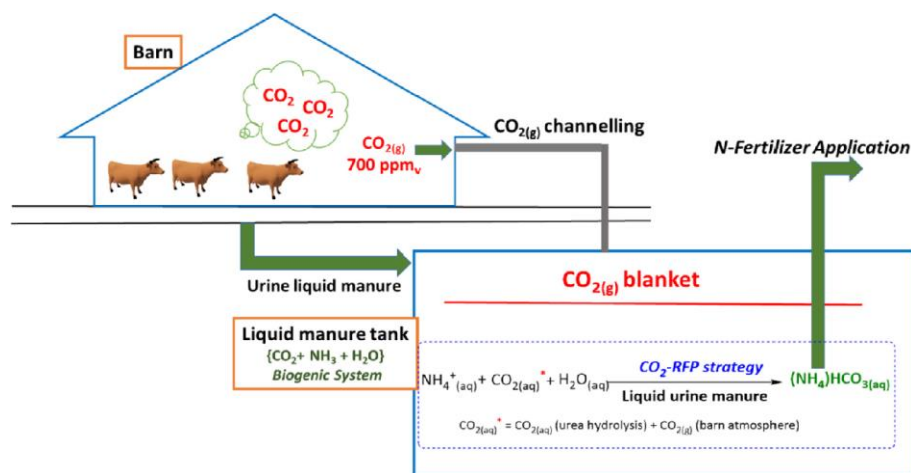 Barn
CO2
CO2
CO2
CO2(g)
700 ppmv
CO2(g) channelling
N-Fertilizer Application
Urine liquid manure
CO2(g) blanket
Liquid manure tank
{CO2+ NH3 + H2O}
Biogenic System
NH4+(aq)+ CO2(aq)* + H2O(aq)
CO2-RFP strategy
Liquid urine manure
(NH4)HCO3(aq)
CO2(aq)* = CO2(aq) (urea hydrolysis) + CO2(g) (barn atmosphere)